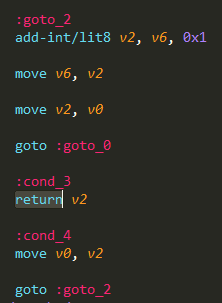 :goto_2
add-int/lit8 v2, v6, 0x1
move v6, v2
move v2, v0
goto :goto_0
:cond_3
return v2
:cond_4
move v0, v2
goto :goto_2